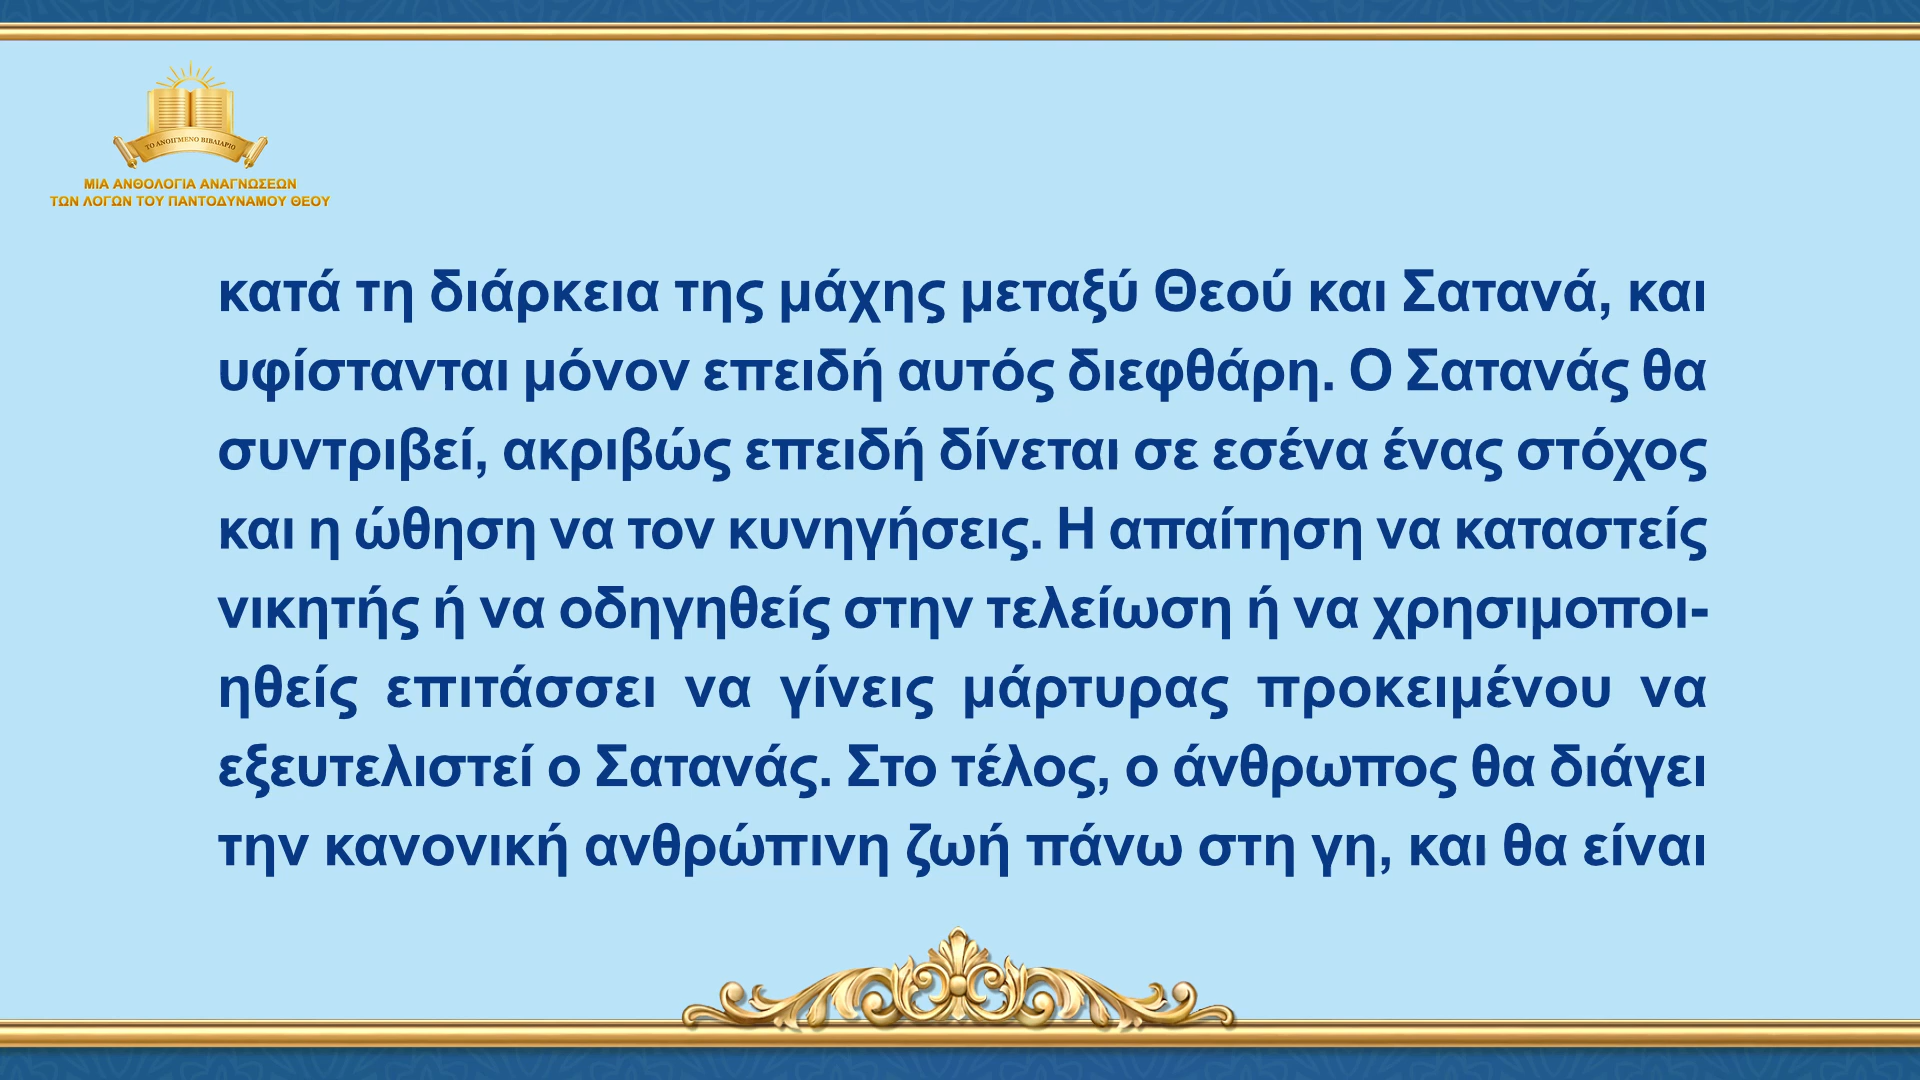 ΤΟ ΑΝΟΙΓΜΕΝΟ ΒΙΒΛΙΑΡΙΟ
ΜΙΑ ΑΝΘΟΛΟΓΙΑ ΑΝΑΓΝΩΣΕΩΝ
ΤΩΝ ΛΟΓΩΝ ΤΟΥ ΠΑΝΤΟΔΥΝΑΜΟΥ ΘΕΟΥ
κατά τη διάρκεια της μάχης μεταξύ Θεού και Σατανά, και
υφίστανται μόνον επειδή αυτός διεφθάρη. Ο Σατανάς θα
συντριβεί, ακριβώς επειδή δίνεται σε εσένα ένας στόχος
και η ώθηση να τον κυνηγήσεις. Η απαίτηση να καταστείς
νικητής ή να οδηγηθείς στην τελείωση ή να χρησιμοποι-
ηθείς επιτάσσει να γίνεις μάρτυρας προκειμένου να
εξευτελιστεί ο Σατανάς. Στο τέλος, ο άνθρωπος θα διάγει
την κανονική ανθρώπινη ζωή πάνω στη γη, και θα είναι